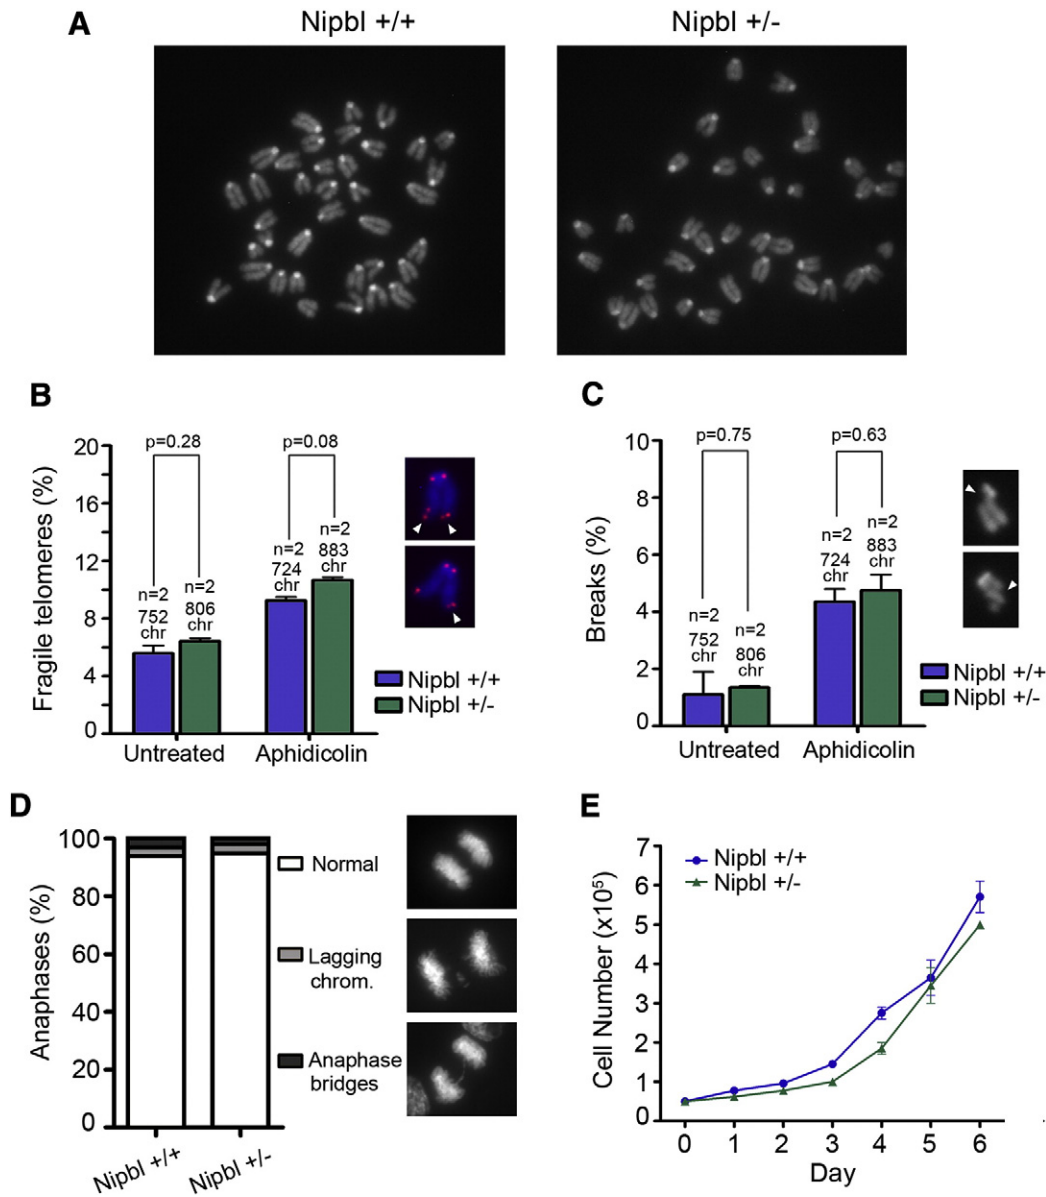 A
Nipbl +/+
Nipbl +/-
B
Fragile telomeres (%)
20
16
12
8
4
0
p=0.28
p=0.08
n=2
752
chr
n=2
806
chr
n=2
724
chr
n=2
883
chr
Untreated
Aphidicolin
Nipbl +/+
Nipbl +/-
C
Breaks (%)
10
8
6
4
2
0
p=0.75
p=0.63
n=2
752
chr
n=2
806
chr
n=2
724
chr
n=2
883
chr
Untreated
Aphidicolin
Nipbl +/+
Nipbl +/-
D
Anaphases (%)
100
80
60
40
20
0
Nipbl +/+
Nipbl +/-
Normal
Lagging
chrom.
Anaphase
bridges
E
Cell Number (x10⁵)
7
6
5
4
3
2
1
0
Nipbl +/+
Nipbl +/-
0 1 2 3 4 5 6
Day